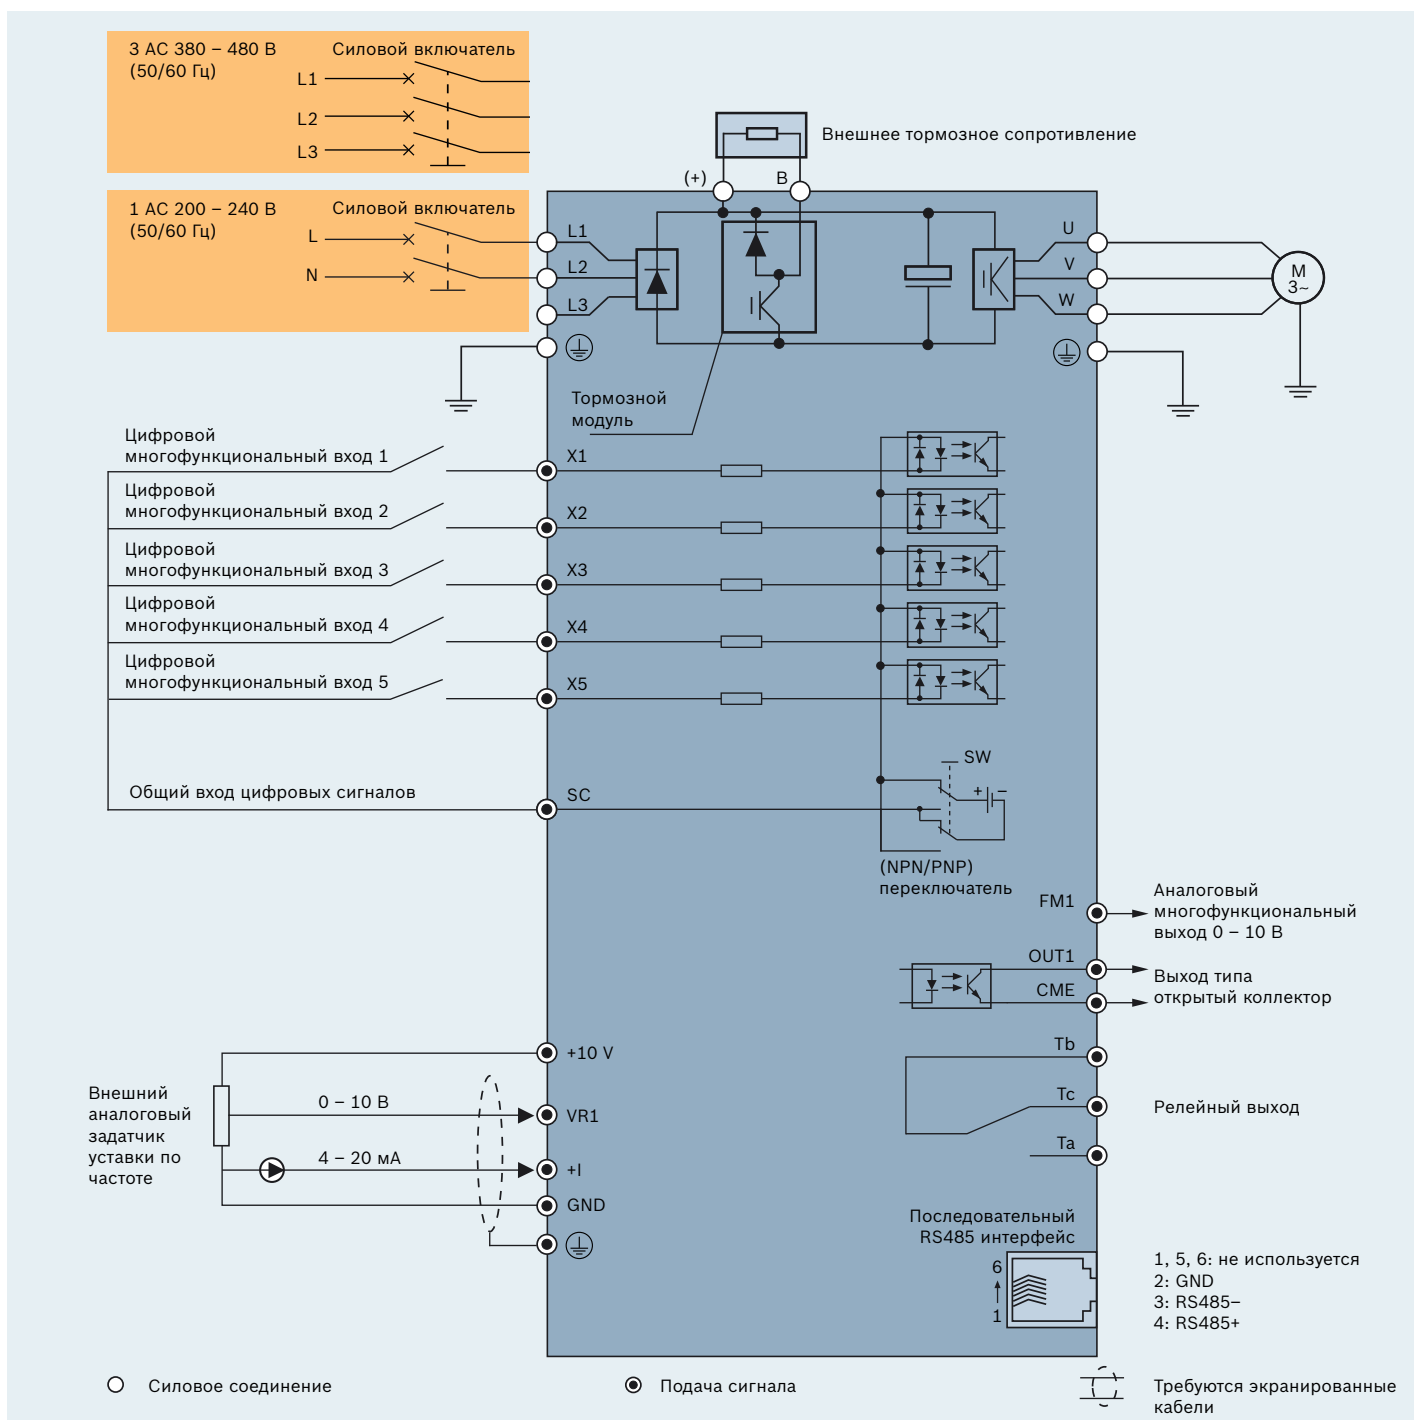 3 AC 380 – 480 В
(50/60 Гц)
Силовой включатель
L1
L2
L3
1 AC 200 – 240 В
(50/60 Гц)
Силовой включатель
L
N
Внешнее тормозное сопротивление
(+)
B
L1
L2
L3
U
V
W
M
3~
Тормозной
модуль
Цифровой
многофункциональный вход 1
X1
Цифровой
многофункциональный вход 2
X2
Цифровой
многофункциональный вход 3
X3
Цифровой
многофункциональный вход 4
X4
Цифровой
многофункциональный вход 5
X5
Общий вход цифровых сигналов
SC
SW
+ –
(NPN/PNP)
переключатель
FM1
Аналоговый
многофункциональный
выход 0 – 10 В
OUT1
CME
Выход типа
открытый коллектор
Tb
Tc
Ta
Релейный выход
+10 V
Внешний
аналоговый
задатчик
уставки по
частоте
0 – 10 В
VR1
4 – 20 мА
+I
GND
Последовательный
RS485 интерфейс
6
1
1, 5, 6: не используется
2: GND
3: RS485–
4: RS485+
Силовое соединение
Подача сигнала
Требуются экранированные
кабели